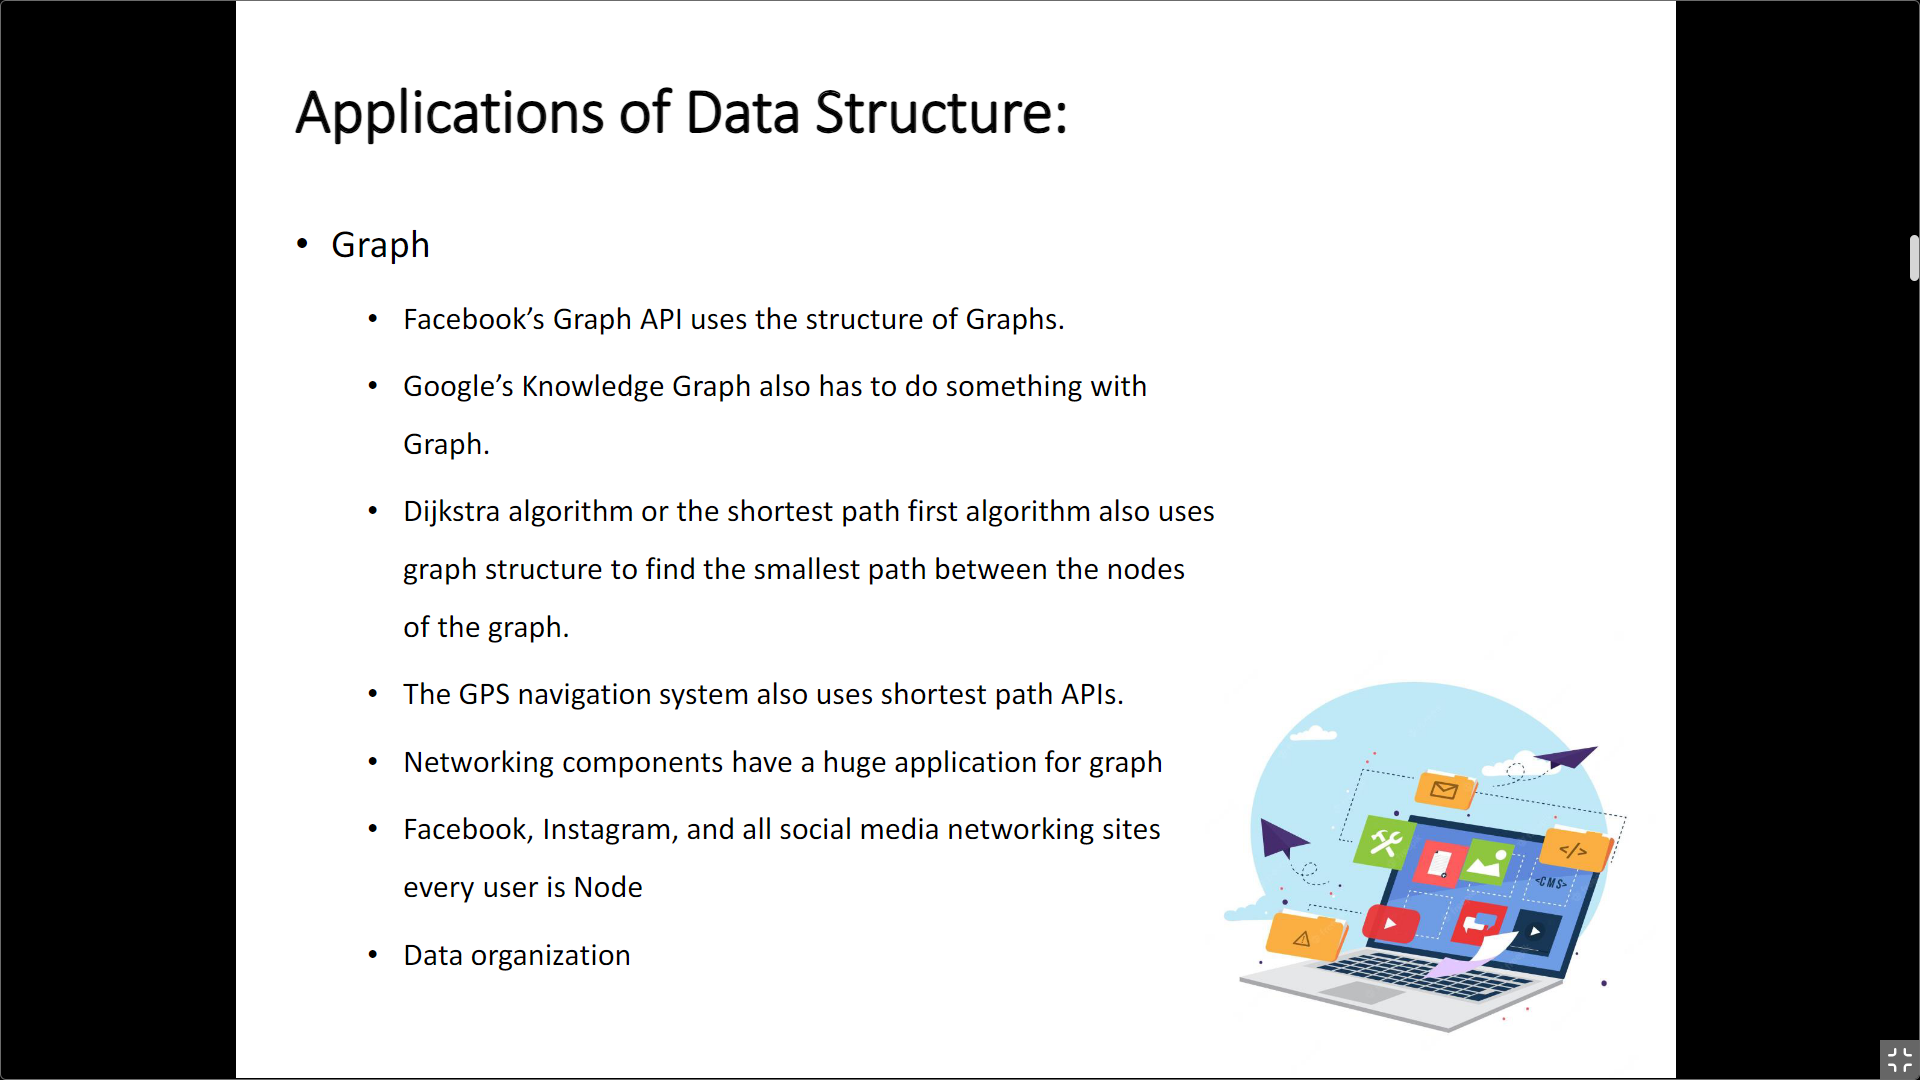 Applications of Data Structure:
• Graph
• Facebook’s Graph API uses the structure of Graphs.
• Google’s Knowledge Graph also has to do something with
Graph.
• Dijkstra algorithm or the shortest path first algorithm also uses
graph structure to find the smallest path between the nodes
of the graph.
• The GPS navigation system also uses shortest path APIs.
• Networking components have a huge application for graph
• Facebook, Instagram, and all social media networking sites
every user is Node
• Data organization
</>
<CMS>